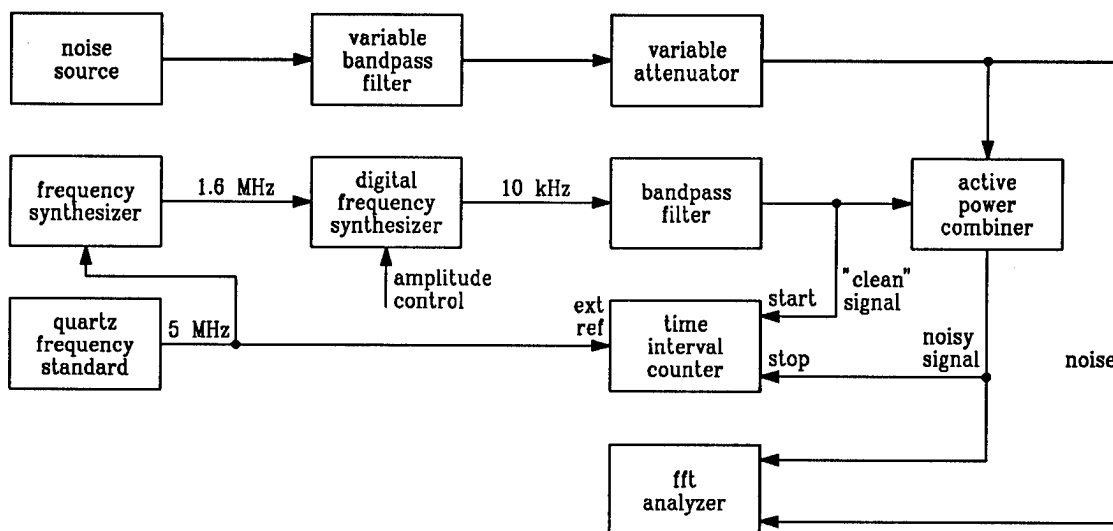 noise
source
variable
bandpass
filter
variable
attenuator
frequency
synthesizer
1.6 MHz
digital
frequency
synthesizer
10 kHz
bandpass
filter
active
power
combiner
amplitude
control
"clean"
signal
quartz
frequency
standard
5 MHz
ext
ref
time
interval
counter
start
stop
noisy
signal
noise
fft
analyzer